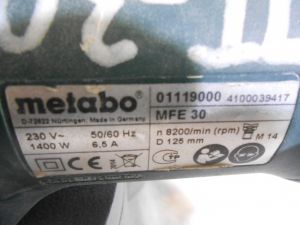 metabo
D-72622 Nürtingen, Made in Germany
230 V~ 50/60 Hz
1400 W 6,5 A
01119000 4100039417
MFE 30
n 8200/min (rpm)
D 125 mm
M 14
CE